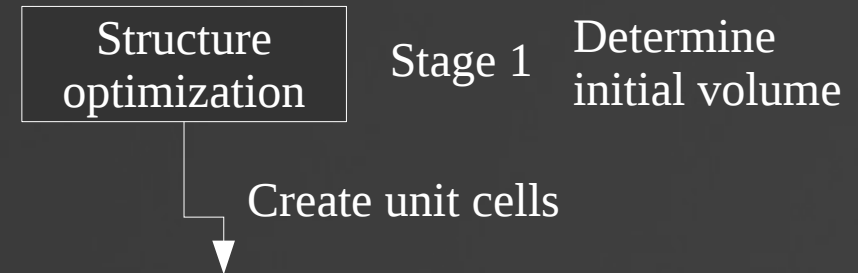 Structure
optimization
Stage 1
Determine
initial volume
Create unit cells